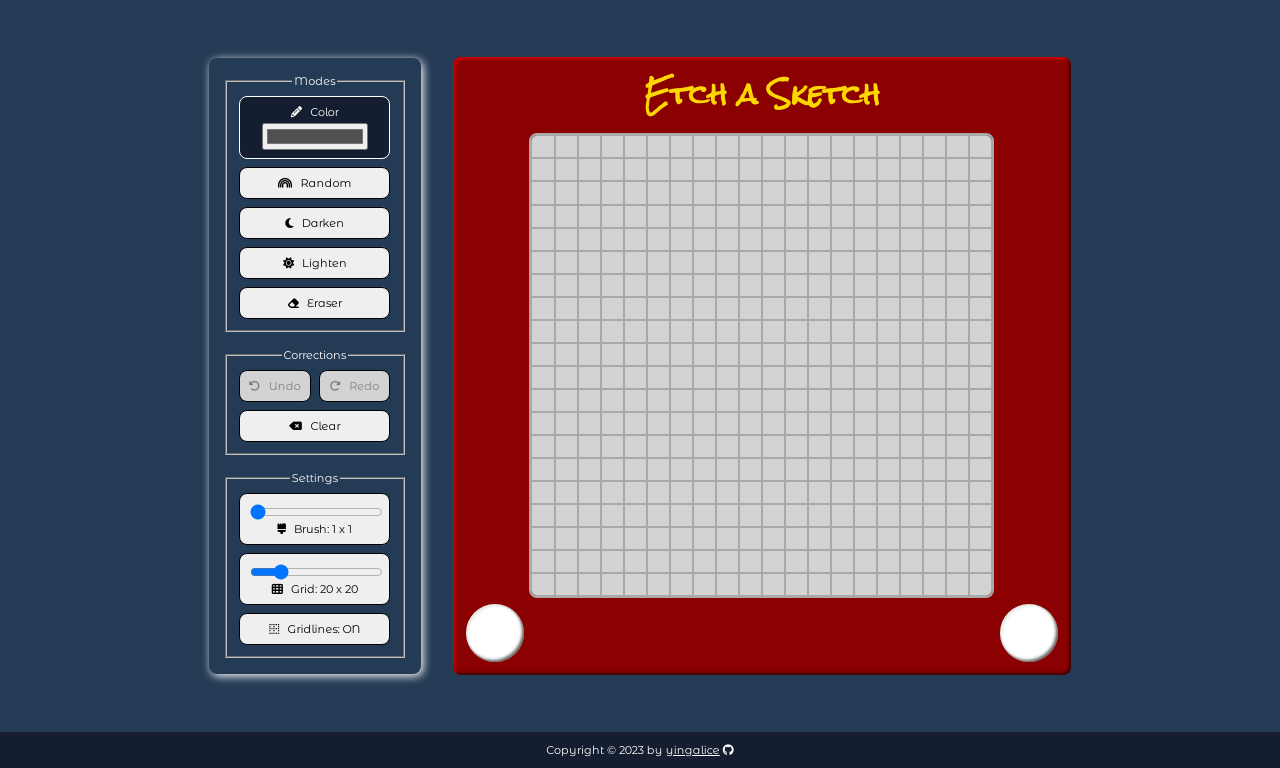 Modes
Color
Random
Darken
Lighten
Eraser
Corrections
Undo
Redo
Clear
Settings
Brush: 1 x 1
Grid: 20 x 20
Gridlines: ON
Etch a Sketch
Copyright © 2023 by yingalice